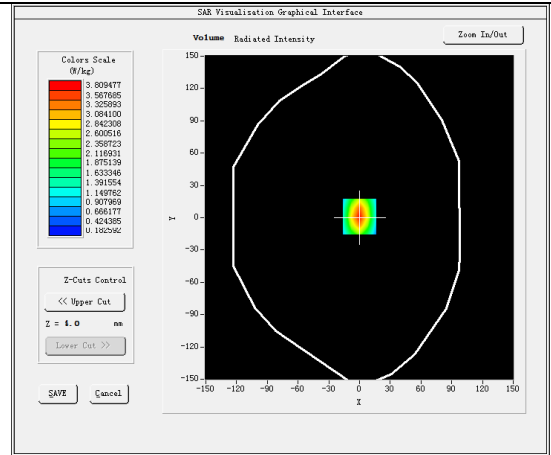 SAR Visualisation Graphical Interface
Volume Radiated Intensity
Zoom In/Out
Colors Scale
(W/kg)
3.809477
3.567685
3.325893
3.084100
2.842308
2.600516
2.358723
2.116931
1.875139
1.633346
1.391554
1.149762
0.907969
0.666177
0.424385
0.182592
Z-Cuts Control
<< Upper Cut
Z = 4.0 mm
Lower Cut >>
SAVE Cancel
150
120
90
60
30
0
-30
-60
-90
-120
-150
Y
-150 -120 -90 -60 -30 0 30 60 90 120 150
X